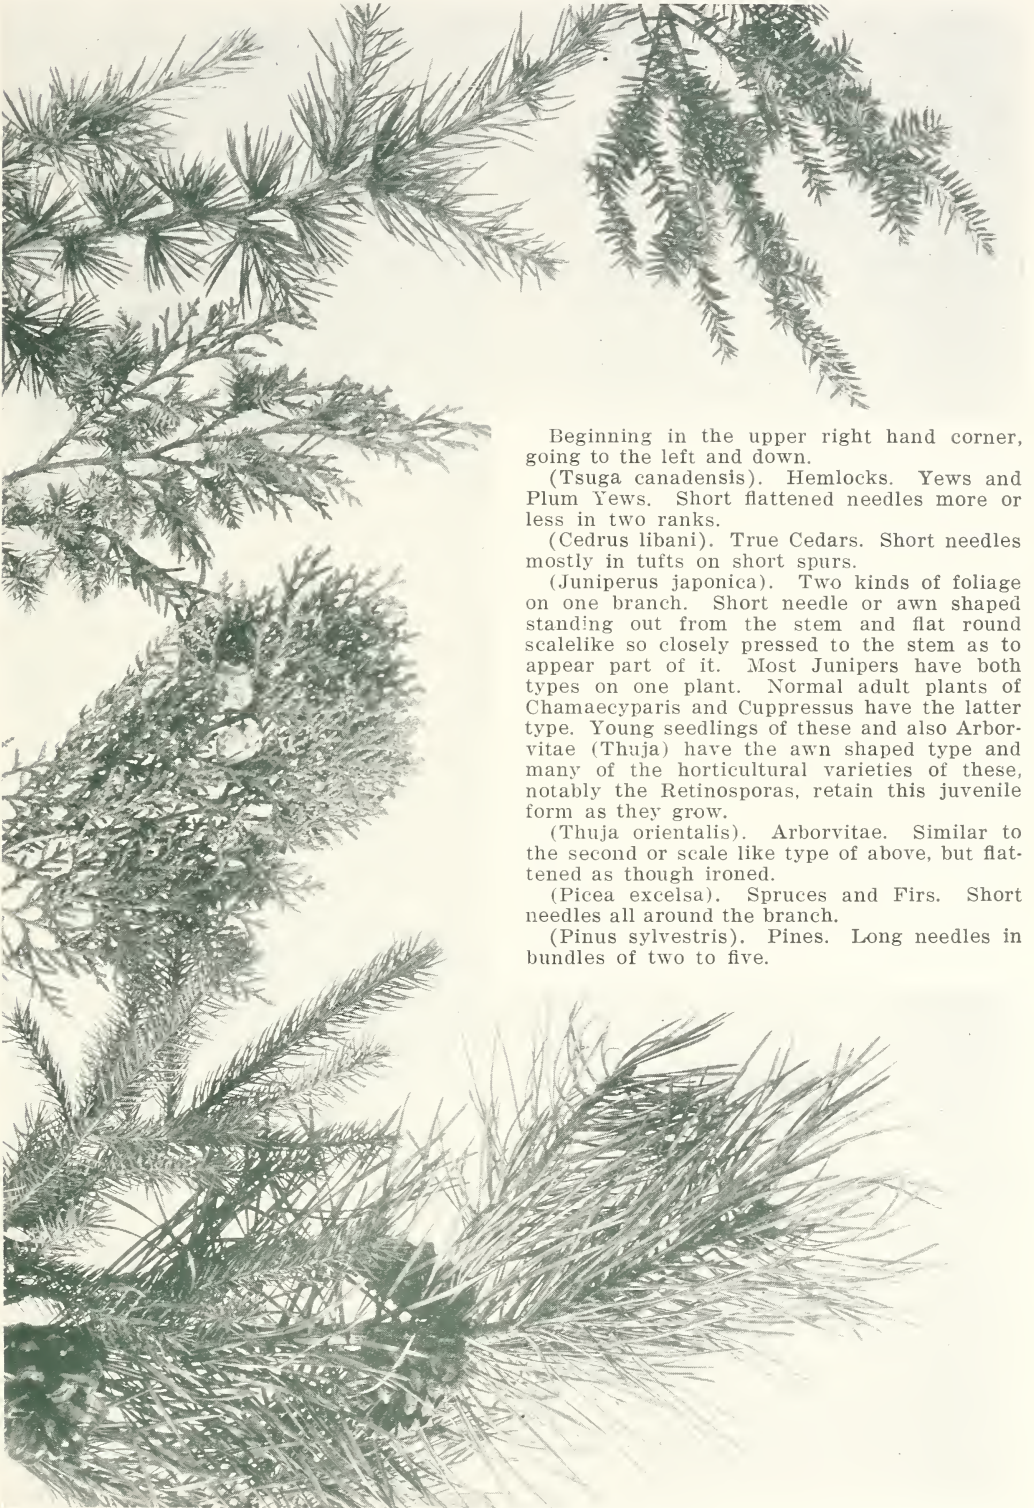 Beginning in the upper right hand corner,
going to the left and down.
(Tsuga canadensis). Hemlocks. Yews and
Plum Yews. Short flattened needles more or
less in two ranks.
(Cedrus libani). True Cedars. Short needles
mostly in tufts on short spurs.
(Juniperus japonica). Two kinds of foliage
on one branch. Short needle or awn shaped
standing out from the stem and flat round
scalelike so closely pressed to the stem as to
appear part of it. Most Junipers have both
types on one plant. Normal adult plants of
Chamaecyparis and Cuppressus have the latter
type. Young seedlings of these and also Arbor-
vitae (Thuja) have the awn shaped type and
many of the horticultural varieties of these,
notably the Retinosporas, retain this juvenile
form as they grow.
(Thuja orientalis). Arborvitae. Similar to
the second or scale like type of above, but flat-
tened as though ironed.
(Picea excelsa). Spruces and Firs. Short
needles all around the branch.
(Pinus sylvestris). Pines. Long needles in
bundles of two to five.